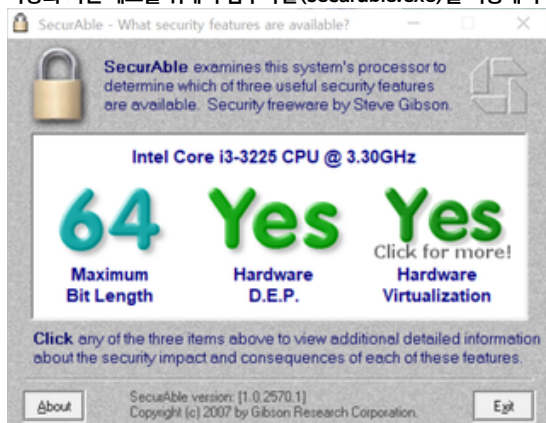 SecurAble - What security features are available?
SecurAble examines this system's processor to
determine which of three useful security features
are available. Security freeware by Steve Gibson.
Intel Core i3-3225 CPU @ 3.30GHz
64 Yes Yes
Click for more!
Maximum Hardware Hardware
Bit Length D.E.P. Virtualization
Click any of the three items above to view additional detailed information
about the security impact and consequences of each of these features.
About
SecurAble version: [1.0.2570.1]
Copyright (c) 2007 by Gibson Research Corporation.
Exit